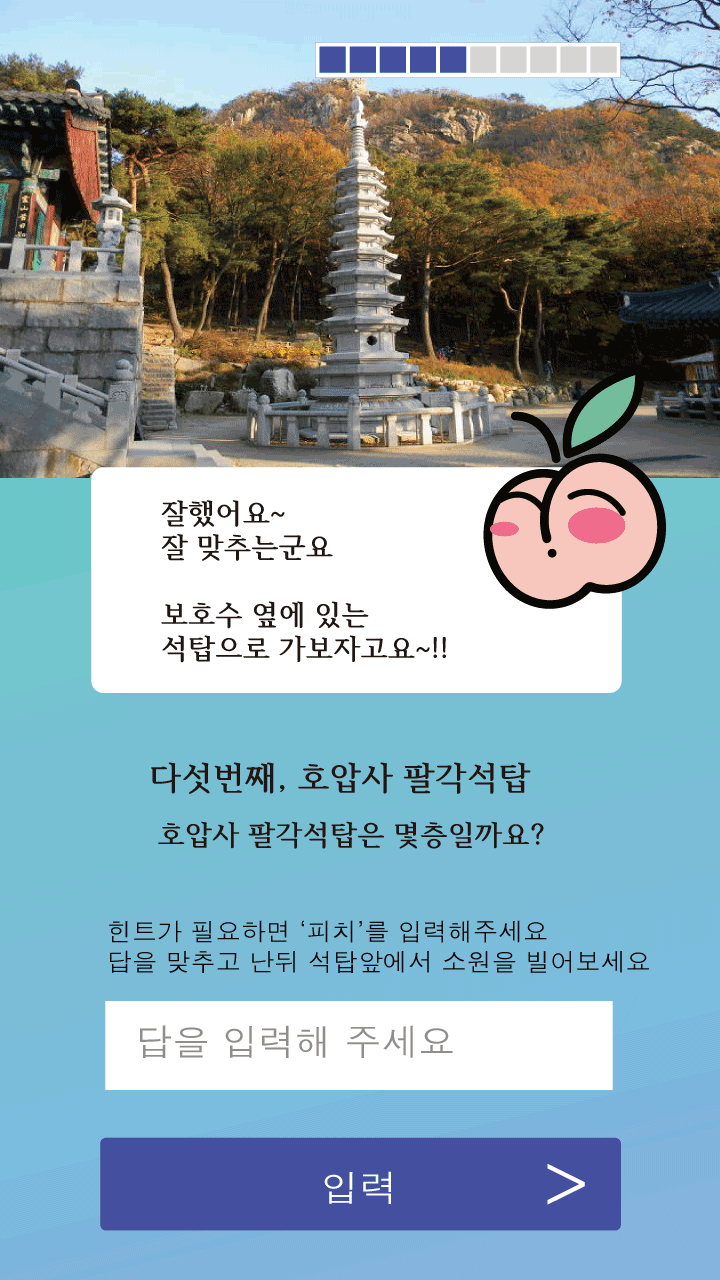 잘했어요~
잘 맞추는군요
보호수 옆에 있는
석탑으로 가보자고요~!!
다섯번째, 호압사 팔각석탑
호압사 팔각석탑은 몇층일까요?
힌트가 필요하면 ‘피치’를 입력해주세요
답을 맞추고 난뒤 석탑앞에서 소원을 빌어보세요
답을 입력해 주세요
입력 >